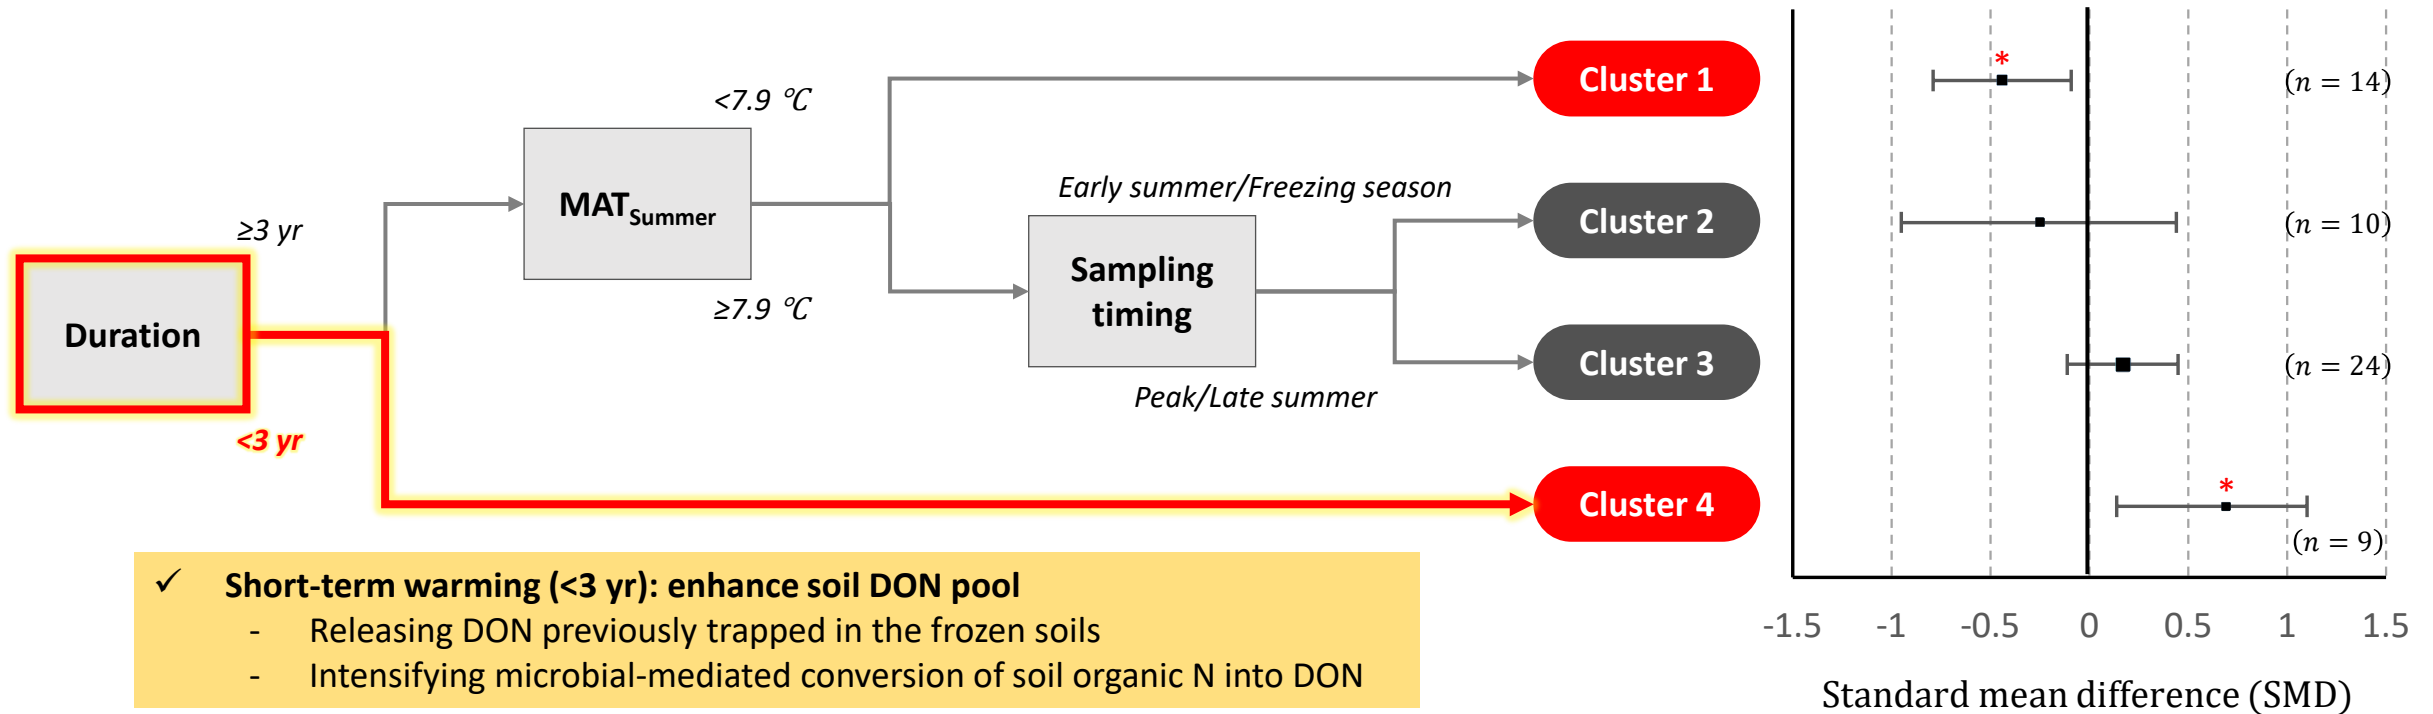 Duration
≥3 yr
<3 yr
MAT_Summer
<7.9 ℃
≥7.9 ℃
Early summer/Freezing season
Sampling
timing
Peak/Late summer
Cluster 1
Cluster 2
Cluster 3
Cluster 4
*
(n = 14)
(n = 10)
(n = 24)
*
(n = 9)
-1.5 -1 -0.5 0 0.5 1 1.5
Standard mean difference (SMD)
✓ Short-term warming (<3 yr): enhance soil DON pool
- Releasing DON previously trapped in the frozen soils
- Intensifying microbial-mediated conversion of soil organic N into DON